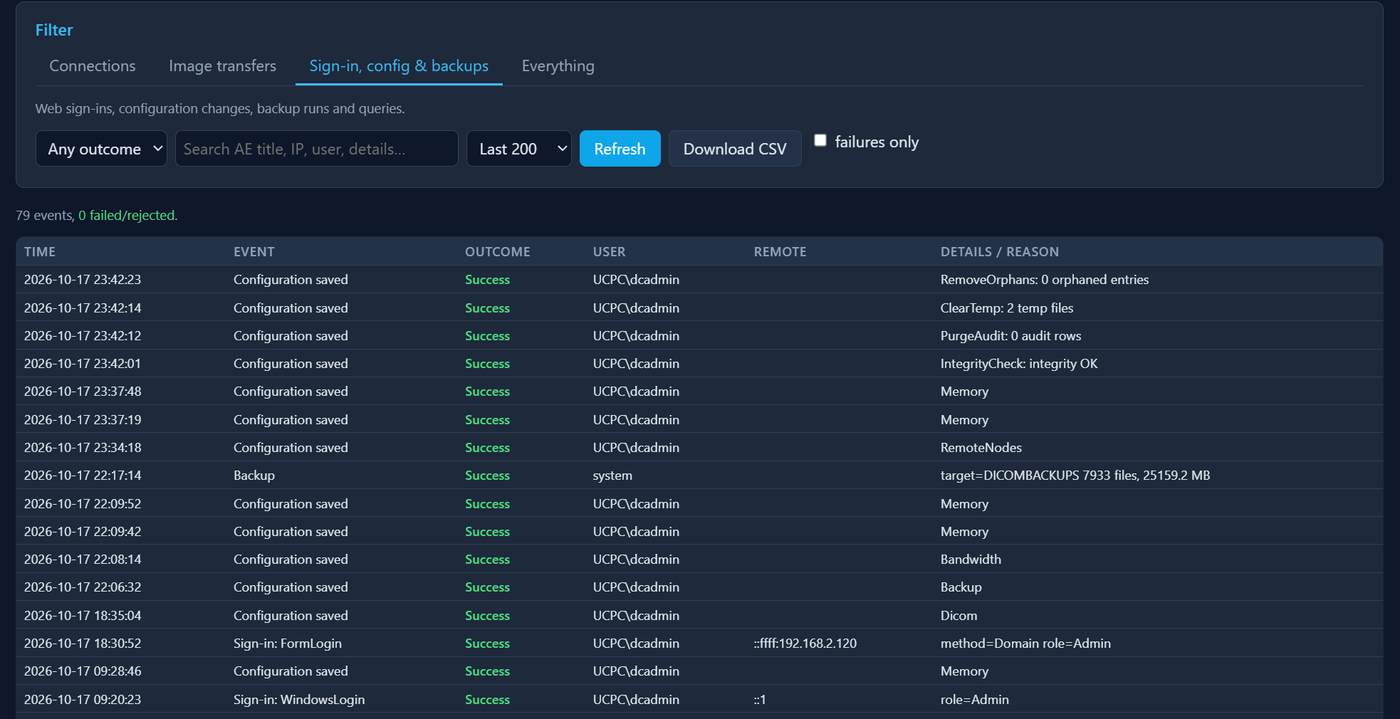 Filter
Connections Image transfers Sign-in, config & backups Everything
Web sign-ins, configuration changes, backup runs and queries.
Any outcome Search AE title, IP, user, details... Last 200 Refresh Download CSV failures only
79 events, 0 failed/rejected.
TIME EVENT OUTCOME USER REMOTE DETAILS / REASON
2026-10-17 23:42:23 Configuration saved Success UCPC\dcadmin RemoveOrphans: 0 orphaned entries
2026-10-17 23:42:14 Configuration saved Success UCPC\dcadmin ClearTemp: 2 temp files
2026-10-17 23:42:12 Configuration saved Success UCPC\dcadmin PurgeAudit: 0 audit rows
2026-10-17 23:42:01 Configuration saved Success UCPC\dcadmin IntegrityCheck: integrity OK
2026-10-17 23:37:48 Configuration saved Success UCPC\dcadmin Memory
2026-10-17 23:37:19 Configuration saved Success UCPC\dcadmin Memory
2026-10-17 23:34:18 Configuration saved Success UCPC\dcadmin RemoteNodes
2026-10-17 22:17:14 Backup Success system target=DICOMBACKUPS 7933 files, 25159.2 MB
2026-10-17 22:09:52 Configuration saved Success UCPC\dcadmin Memory
2026-10-17 22:09:42 Configuration saved Success UCPC\dcadmin Memory
2026-10-17 22:08:14 Configuration saved Success UCPC\dcadmin Bandwidth
2026-10-17 22:06:32 Configuration saved Success UCPC\dcadmin Backup
2026-10-17 18:35:04 Configuration saved Success UCPC\dcadmin Dicom
2026-10-17 18:30:52 Sign-in: FormLogin Success UCPC\dcadmin ::ffff:192.168.2.120 method=Domain role=Admin
2026-10-17 09:28:46 Configuration saved Success UCPC\dcadmin Memory
2026-10-17 09:20:23 Sign-in: WindowsLogin Success UCPC\dcadmin ::1 role=Admin